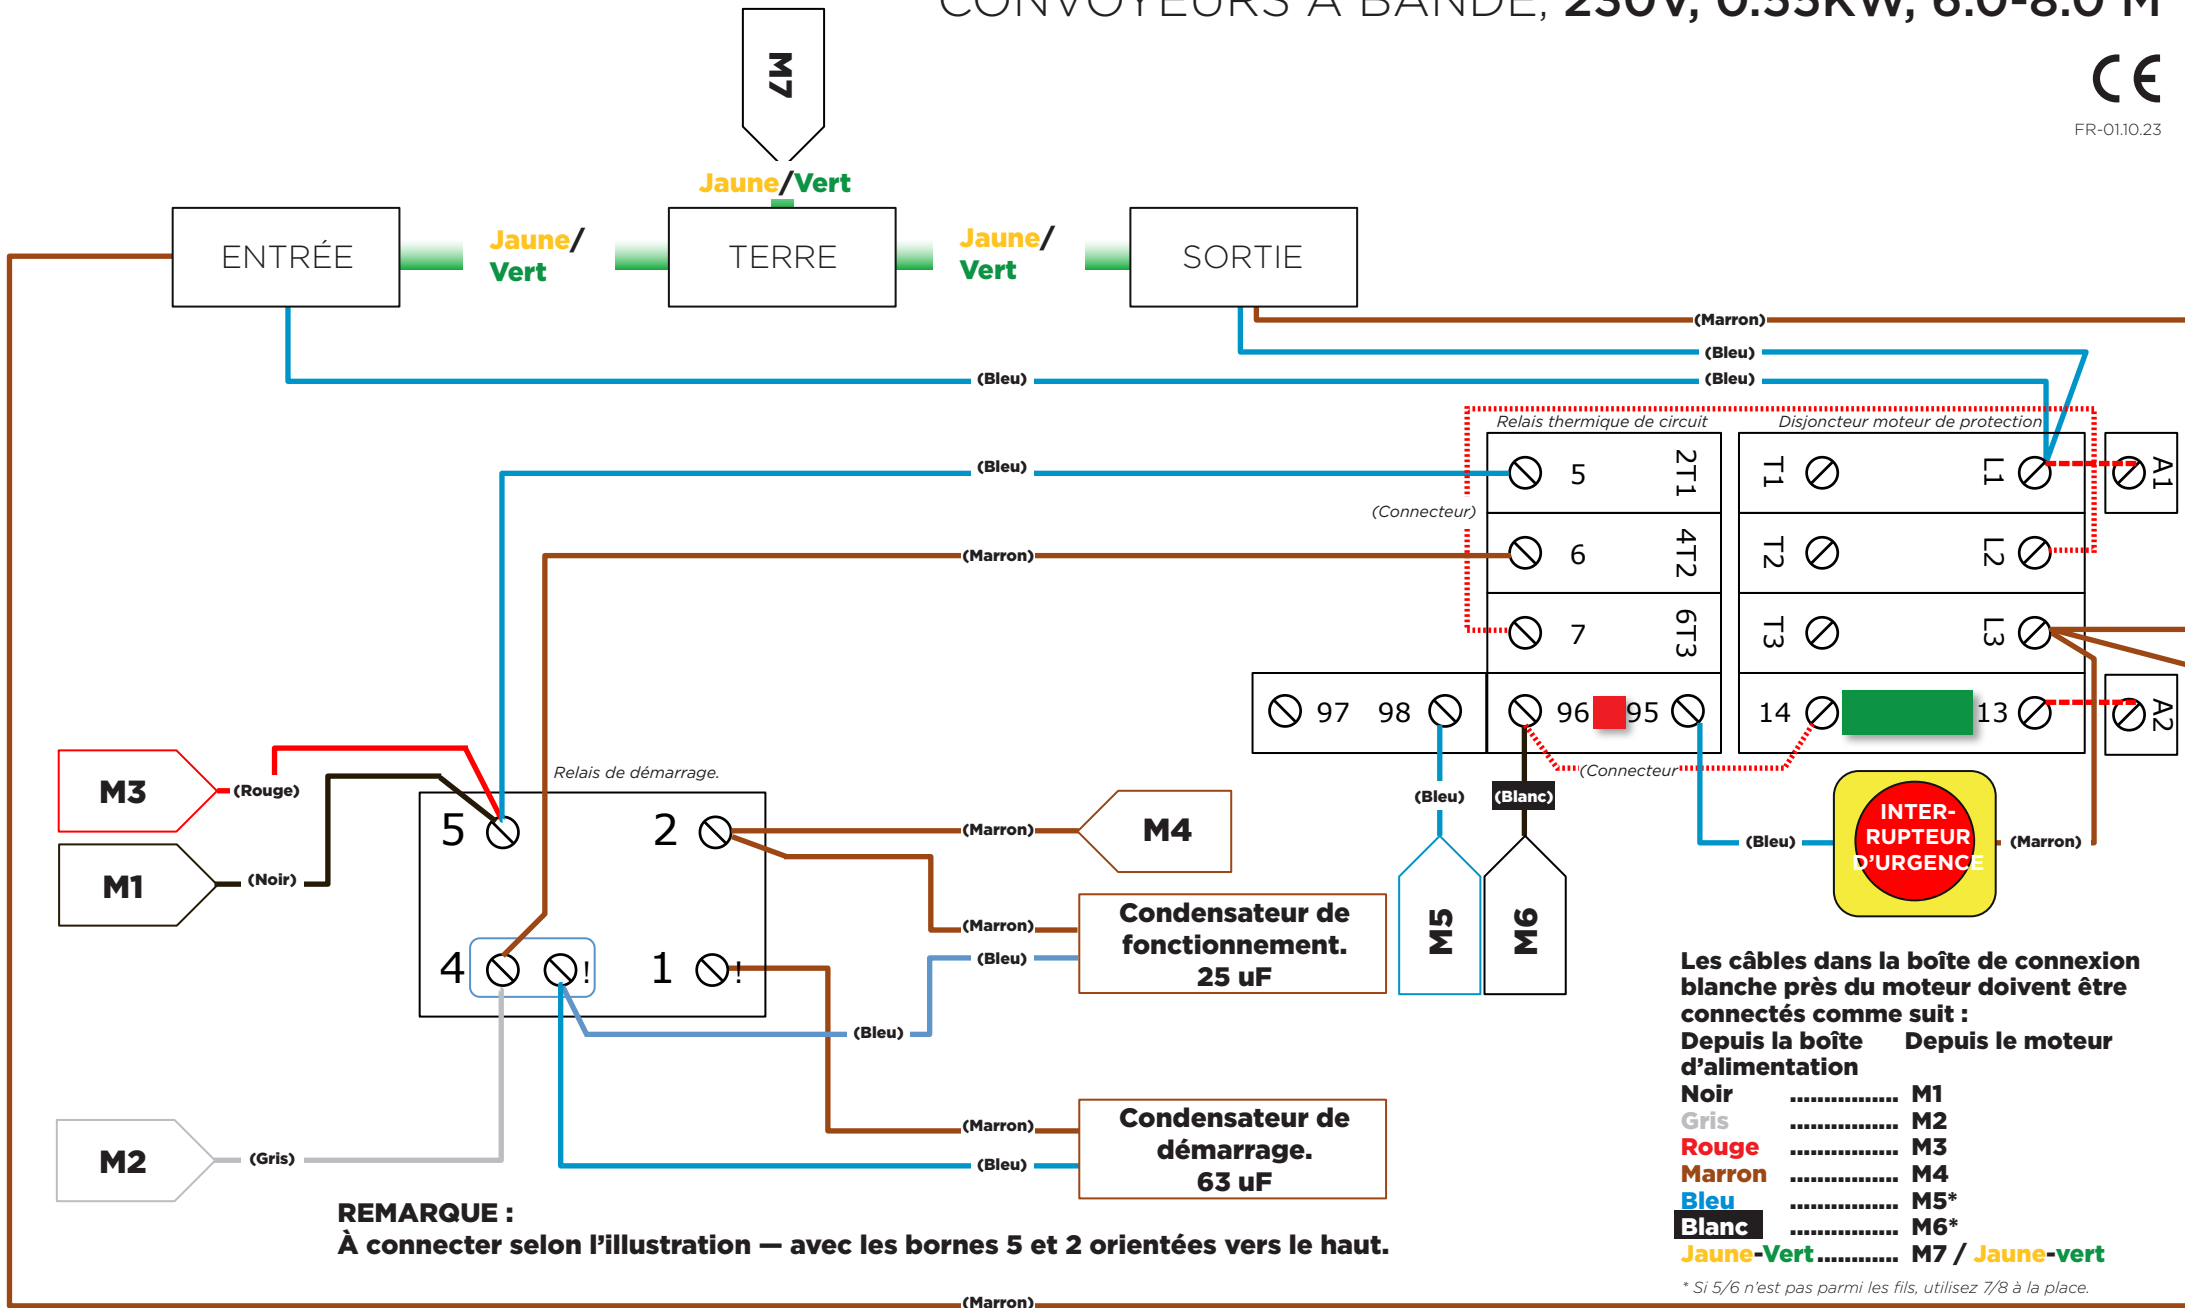 CONVOYEURS À BANDE, 230V, 0.55KW, 6.0-8.0 M
CE
FR-01.10.23
M7
Jaune/Vert
ENTRÉE
Jaune/
Vert
TERRE
Jaune/
Vert
SORTIE
(Marron)
(Bleu)
(Bleu)
(Bleu)
Relais thermique de circuit
Disjoncteur moteur de protection
(Bleu)
5
2T1
T1
L1
A1
(Connecteur)
(Marron)
6
4T2
T2
L2
7
6T3
T3
L3
97
98
96
95
14
13
A2
(Connecteur
M3
(Rouge)
Relais de démarrage.
M1
(Noir)
5
2
(Marron)
M4
4
!
1
!
(Marron)
(Bleu)
Condensateur de
fonctionnement.
25 uF
(Bleu)
(Bleu)
(Blanc)
M5
M6
(Bleu)
INTER-
RUPTEUR
D'URGENCE
(Marron)
M2
(Gris)
(Marron)
(Bleu)
Condensateur de
démarrage.
63 uF
Les câbles dans la boîte de connexion
blanche près du moteur doivent être
connectés comme suit :
Depuis la boîte Depuis le moteur
d'alimentation
Noir ................ M1
Gris ................ M2
Rouge ................ M3
Marron ................ M4
Bleu ................ M5*
Blanc ................ M6*
Jaune-Vert ............ M7 / Jaune-vert
* Si 5/6 n'est pas parmi les fils, utilisez 7/8 à la place.
REMARQUE :
À connecter selon l'illustration — avec les bornes 5 et 2 orientées vers le haut.
(Marron)